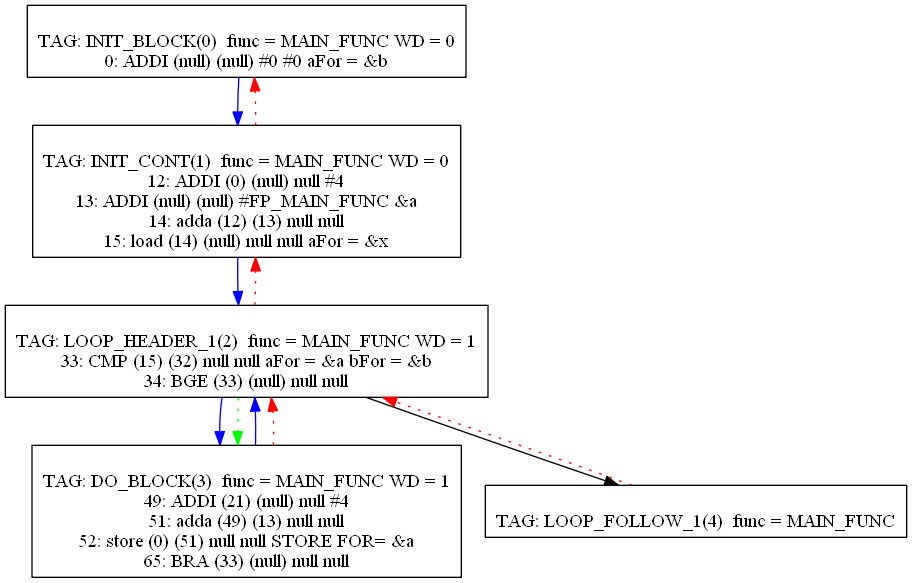 TAG: INIT_BLOCK(0)  func = MAIN_FUNC WD = 0
0: ADDI (null) (null) #0 #0 aFor = &b
TAG: INIT_CONT(1)  func = MAIN_FUNC WD = 0
12: ADDI (0) (null) null #4
13: ADDI (null) (null) #FP_MAIN_FUNC &a
14: adda (12) (13) null null
15: load (14) (null) null null aFor = &x
TAG: LOOP_HEADER_1(2)  func = MAIN_FUNC WD = 1
33: CMP (15) (32) null null aFor = &a bFor = &b
34: BGE (33) (null) null null
TAG: DO_BLOCK(3)  func = MAIN_FUNC WD = 1
49: ADDI (21) (null) null #4
51: adda (49) (13) null null
52: store (0) (51) null null STORE FOR= &a
65: BRA (33) (null) null null
TAG: LOOP_FOLLOW_1(4)  func = MAIN_FUNC